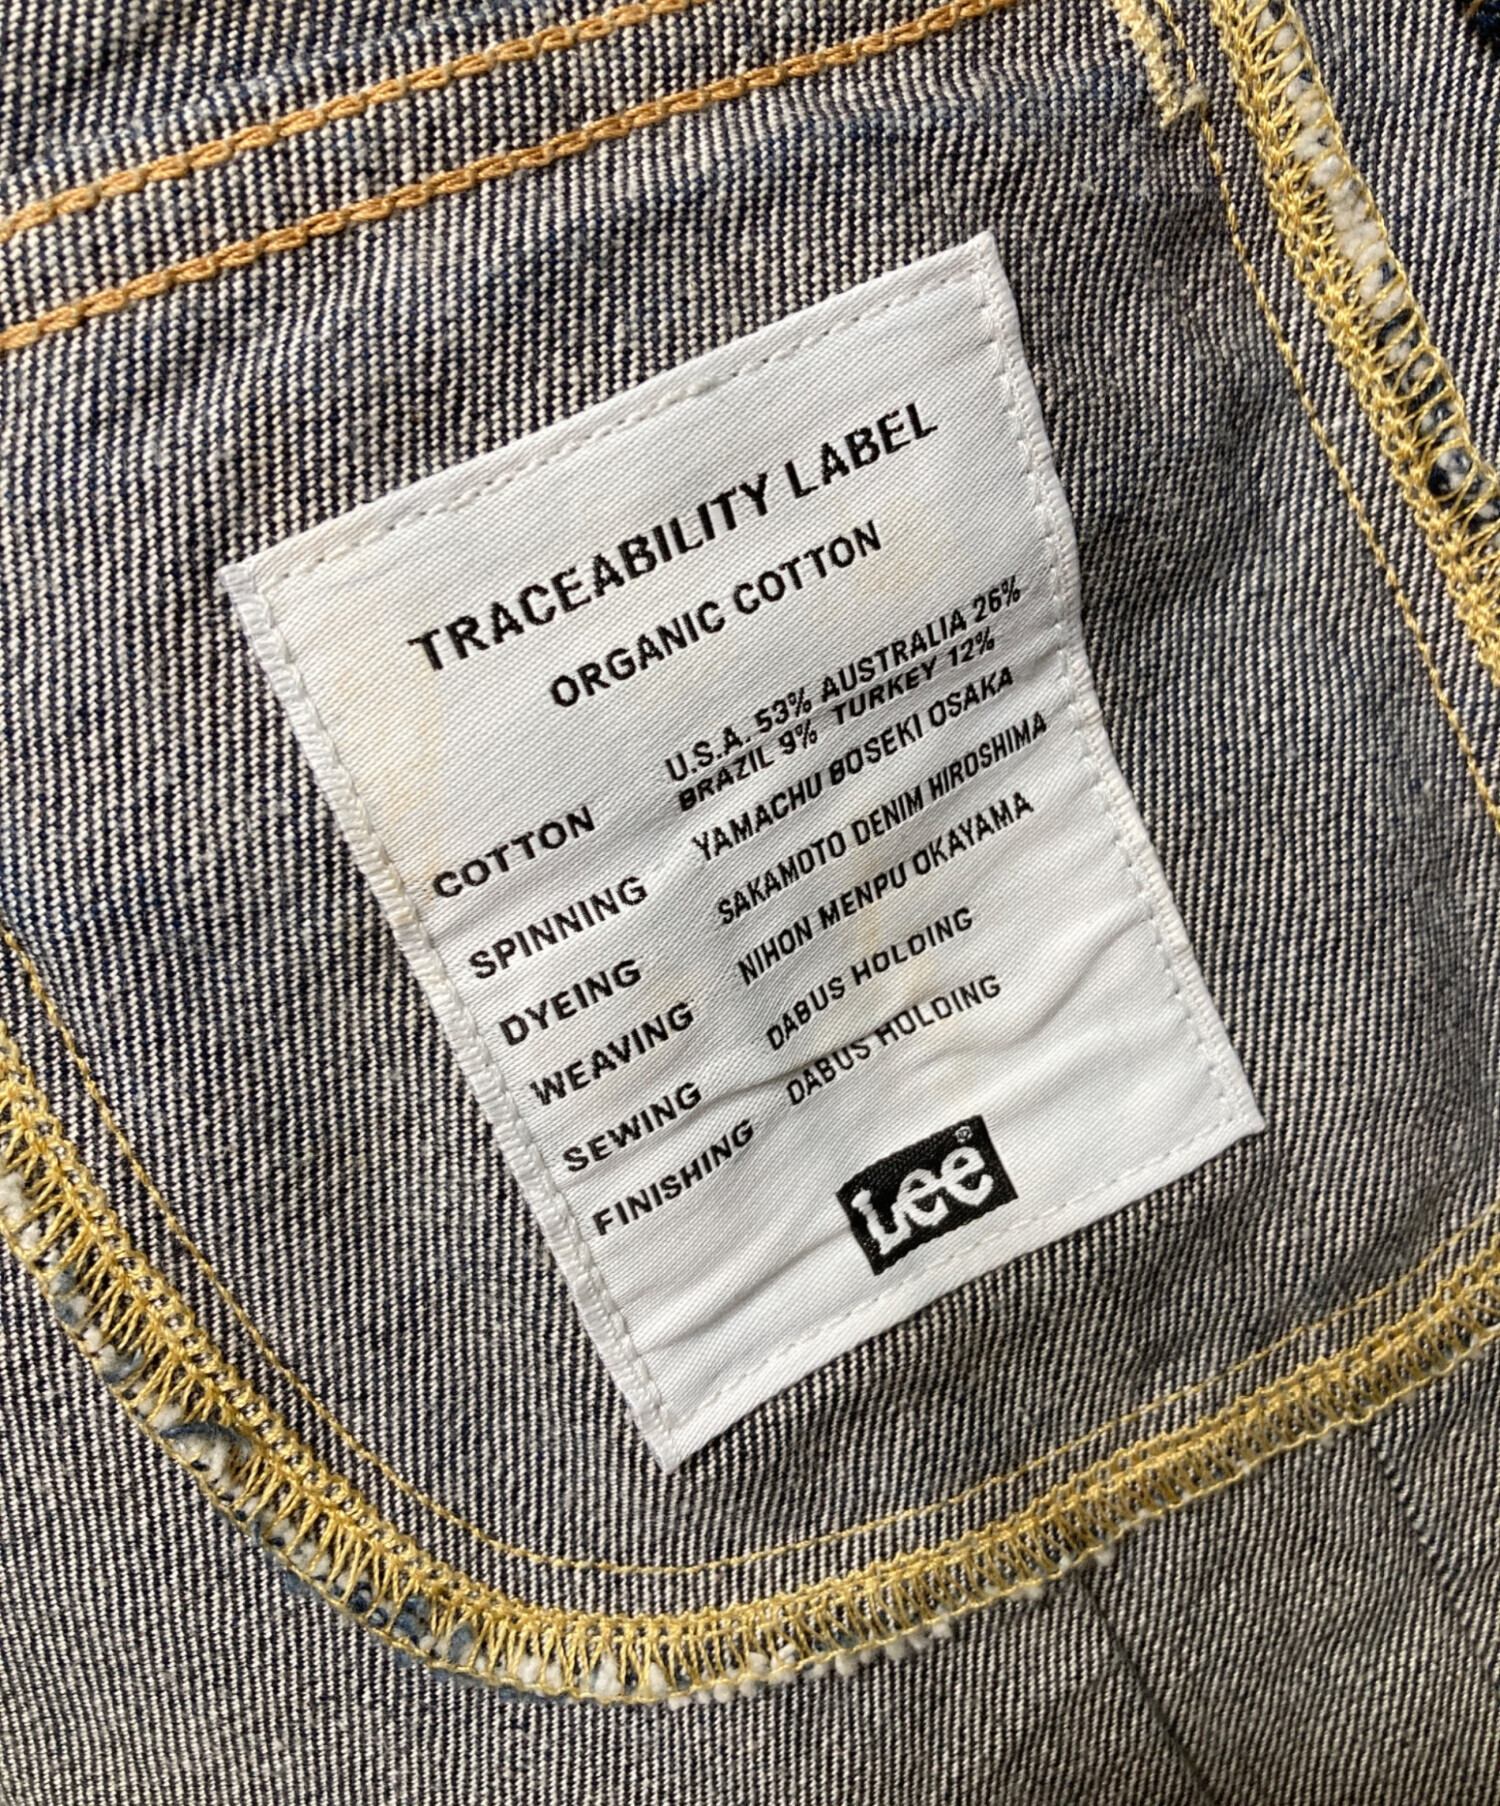 TRACEABILITY LABEL
ORGANIC COTTON
COTTON U.S.A. 53% AUSTRALIA 26%
BRAZIL 9% TURKEY 12%
SPINNING YAMACHU BOSEKI OSAKA
DYEING SAKAMOTO DENIM HIROSHIMA
WEAVING NIHON MENPU OKAYAMA
SEWING DABUS HOLDING
FINISHING DABUS HOLDING
Lee®